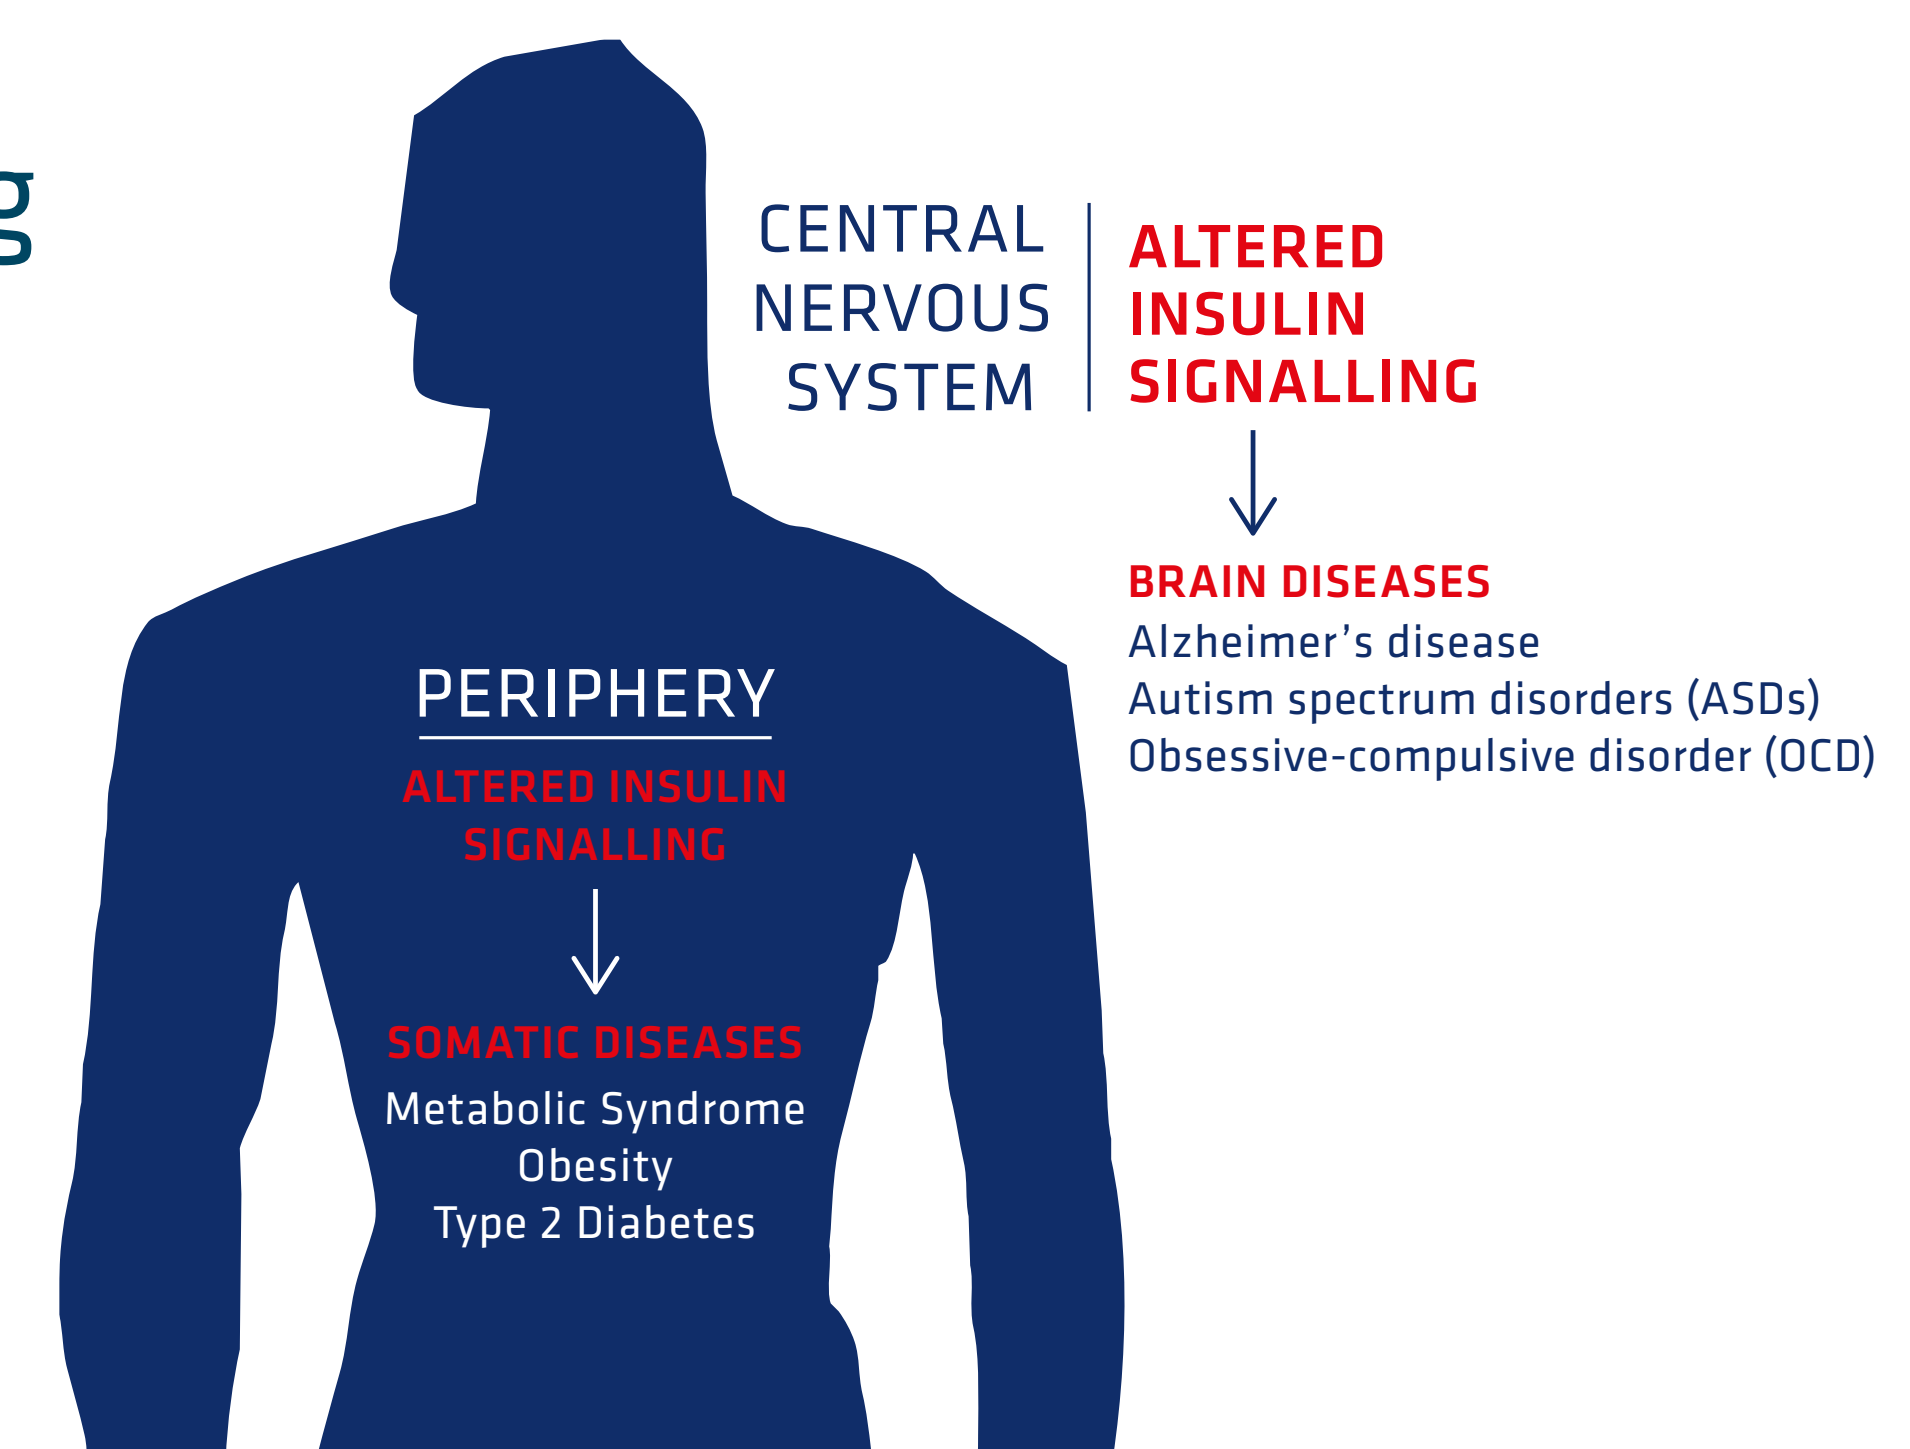 g
CENTRAL
NERVOUS
SYSTEM
ALTERED
INSULIN
SIGNALLING
BRAIN DISEASES
Alzheimer’s disease
Autism spectrum disorders (ASDs)
Obsessive-compulsive disorder (OCD)
PERIPHERY
ALTERED INSULIN
SIGNALLING
SOMATIC DISEASES
Metabolic Syndrome
Obesity
Type 2 Diabetes